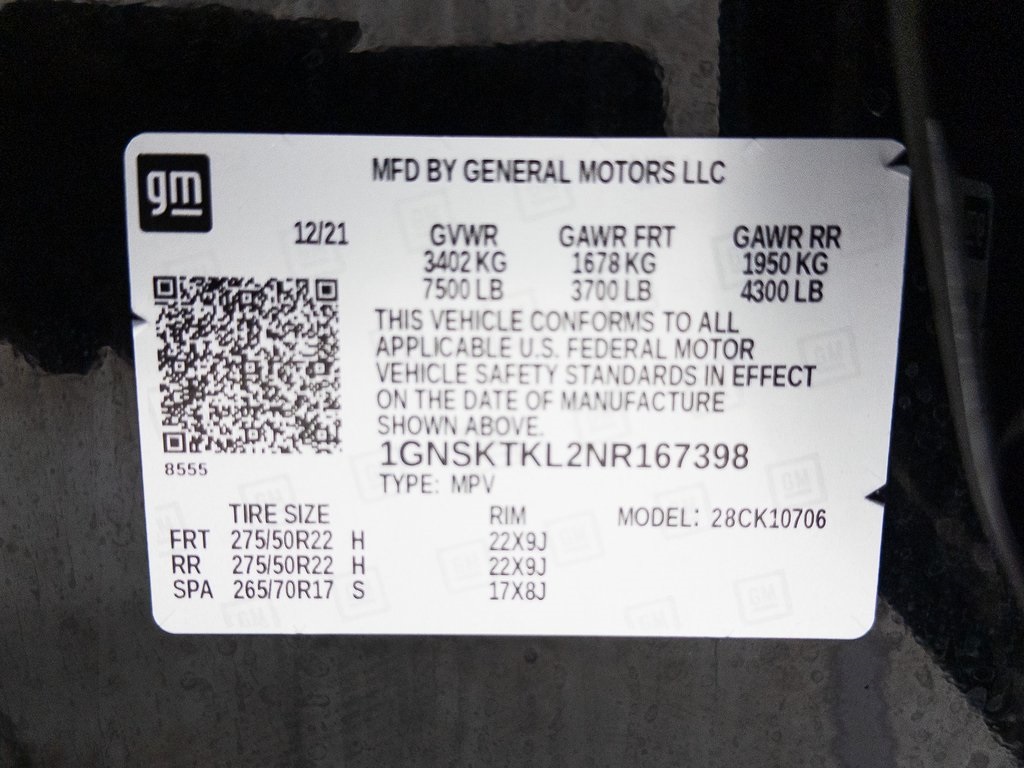 gm
MFD BY GENERAL MOTORS LLC
12/21 GVWR GAWR FRT GAWR RR
3402 KG 1678 KG 1950 KG
7500 LB 3700 LB 4300 LB
THIS VEHICLE CONFORMS TO ALL
APPLICABLE U.S. FEDERAL MOTOR
VEHICLE SAFETY STANDARDS IN EFFECT
ON THE DATE OF MANUFACTURE
SHOWN ABOVE.
1GNSKTKL2NR167398
8555
TYPE: MPV
TIRE SIZE RIM MODEL: 28CK10706
FRT 275/50R22 H 22X9J
RR 275/50R22 H 22X9J
SPA 265/70R17 S 17X8J